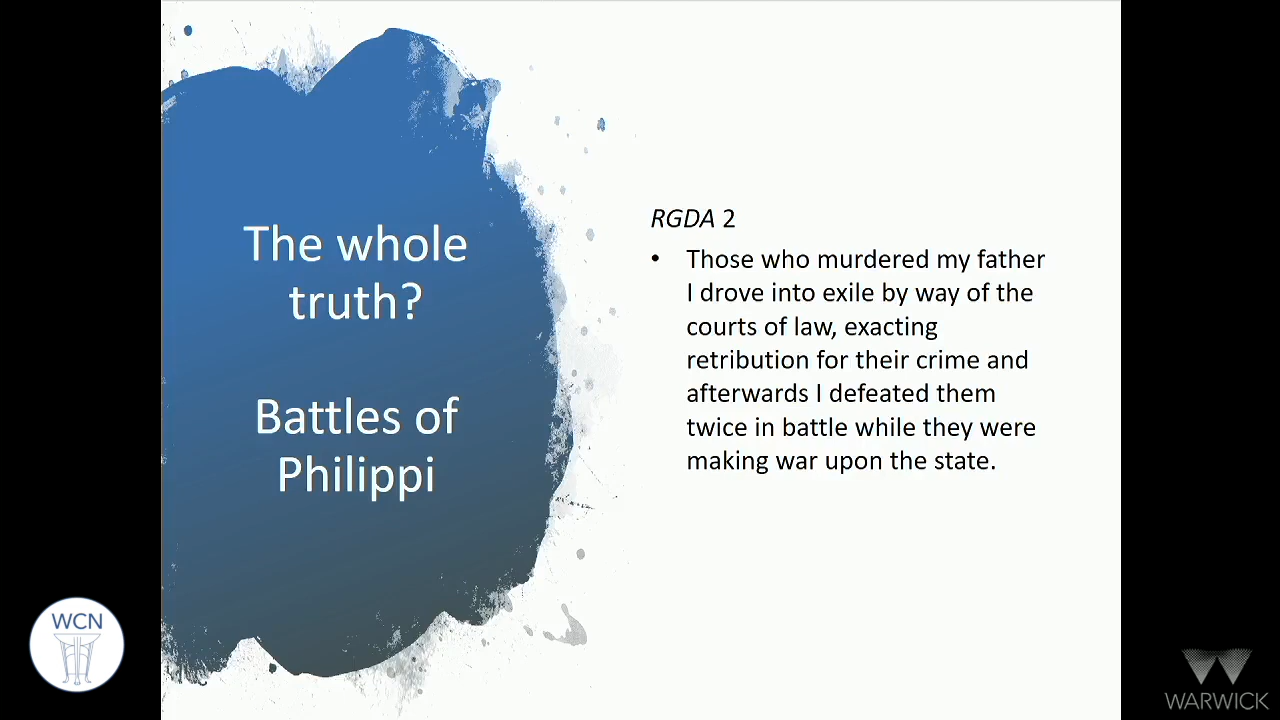 The whole
truth?
Battles of
Philippi
RGDA 2
• Those who murdered my father
I drove into exile by way of the
courts of law, exacting
retribution for their crime and
afterwards I defeated them
twice in battle while they were
making war upon the state.
WCN
WARWICK